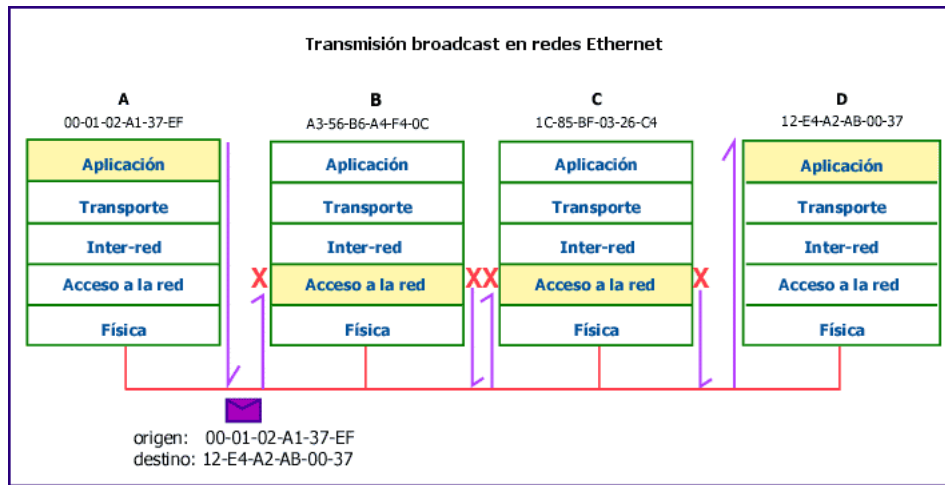 Transmisión broadcast en redes Ethernet
A
B
C
D
00-01-02-A1-37-EF
A3-56-B6-A4-F4-0C
1C-85-BF-03-26-C4
12-E4-A2-AB-00-37
Aplicación
Transporte
Inter-red
Acceso a la red
Física
Aplicación
Transporte
Inter-red
X Acceso a la red X
Física
Aplicación
Transporte
Inter-red
X Acceso a la red X
Física
Aplicación
Transporte
Inter-red
Acceso a la red
Física
origen: 00-01-02-A1-37-EF
destino: 12-E4-A2-AB-00-37